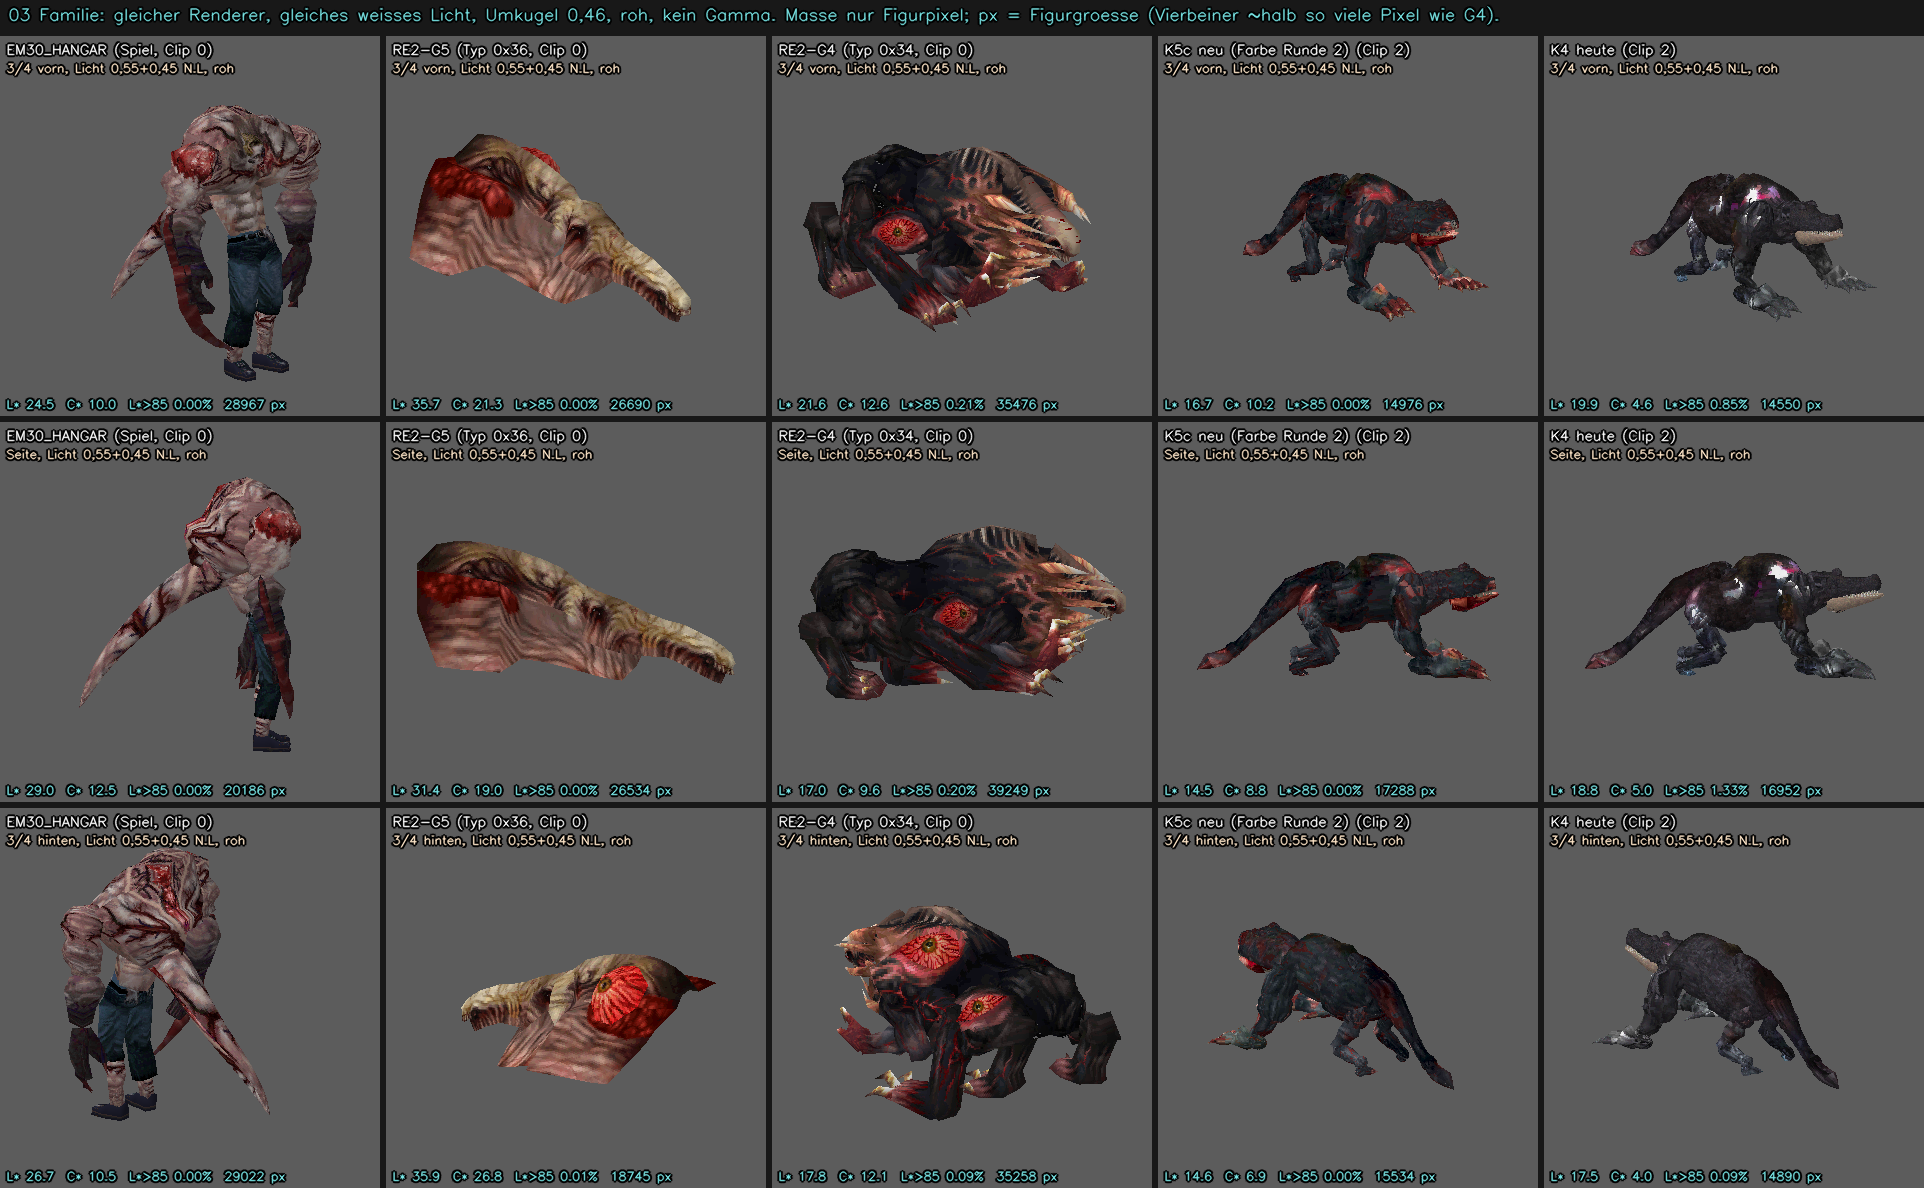 03 Familie: gleicher Renderer, gleiches weisses Licht, Umkugel 0,46, roh, kein Gamma. Masse nur Figurpixel; px = Figurgroesse (Vierbeiner ~halb so viele Pixel wie G4).
EM30_HANGAR (Spiel, Clip 0)
3/4 vorn, Licht 0,55+0,45 N.L, roh
L* 24.5 C* 10.0 L*>85 0.00% 28967 px
RE2-G5 (Typ 0x36, Clip 0)
3/4 vorn, Licht 0,55+0,45 N.L, roh
L* 35.7 C* 21.3 L*>85 0.00% 26690 px
RE2-G4 (Typ 0x34, Clip 0)
3/4 vorn, Licht 0,55+0,45 N.L, roh
L* 21.6 C* 12.6 L*>85 0.21% 35476 px
K5c neu (Farbe Runde 2) (Clip 2)
3/4 vorn, Licht 0,55+0,45 N.L, roh
L* 16.7 C* 10.2 L*>85 0.00% 14976 px
K4 heute (Clip 2)
3/4 vorn, Licht 0,55+0,45 N.L, roh
L* 19.9 C* 4.6 L*>85 0.85% 14550 px
EM30_HANGAR (Spiel, Clip 0)
Seite, Licht 0,55+0,45 N.L, roh
L* 29.0 C* 12.5 L*>85 0.00% 20186 px
RE2-G5 (Typ 0x36, Clip 0)
Seite, Licht 0,55+0,45 N.L, roh
L* 31.4 C* 19.0 L*>85 0.00% 26534 px
RE2-G4 (Typ 0x34, Clip 0)
Seite, Licht 0,55+0,45 N.L, roh
L* 17.0 C* 9.6 L*>85 0.20% 39249 px
K5c neu (Farbe Runde 2) (Clip 2)
Seite, Licht 0,55+0,45 N.L, roh
L* 14.5 C* 8.8 L*>85 0.00% 17288 px
K4 heute (Clip 2)
Seite, Licht 0,55+0,45 N.L, roh
L* 18.8 C* 5.0 L*>85 1.33% 16952 px
EM30_HANGAR (Spiel, Clip 0)
3/4 hinten, Licht 0,55+0,45 N.L, roh
L* 26.7 C* 10.5 L*>85 0.00% 29022 px
RE2-G5 (Typ 0x36, Clip 0)
3/4 hinten, Licht 0,55+0,45 N.L, roh
L* 35.9 C* 26.8 L*>85 0.01% 18745 px
RE2-G4 (Typ 0x34, Clip 0)
3/4 hinten, Licht 0,55+0,45 N.L, roh
L* 17.8 C* 12.1 L*>85 0.09% 35258 px
K5c neu (Farbe Runde 2) (Clip 2)
3/4 hinten, Licht 0,55+0,45 N.L, roh
L* 14.6 C* 6.9 L*>85 0.00% 15534 px
K4 heute (Clip 2)
3/4 hinten, Licht 0,55+0,45 N.L, roh
L* 17.5 C* 4.0 L*>85 0.09% 14890 px